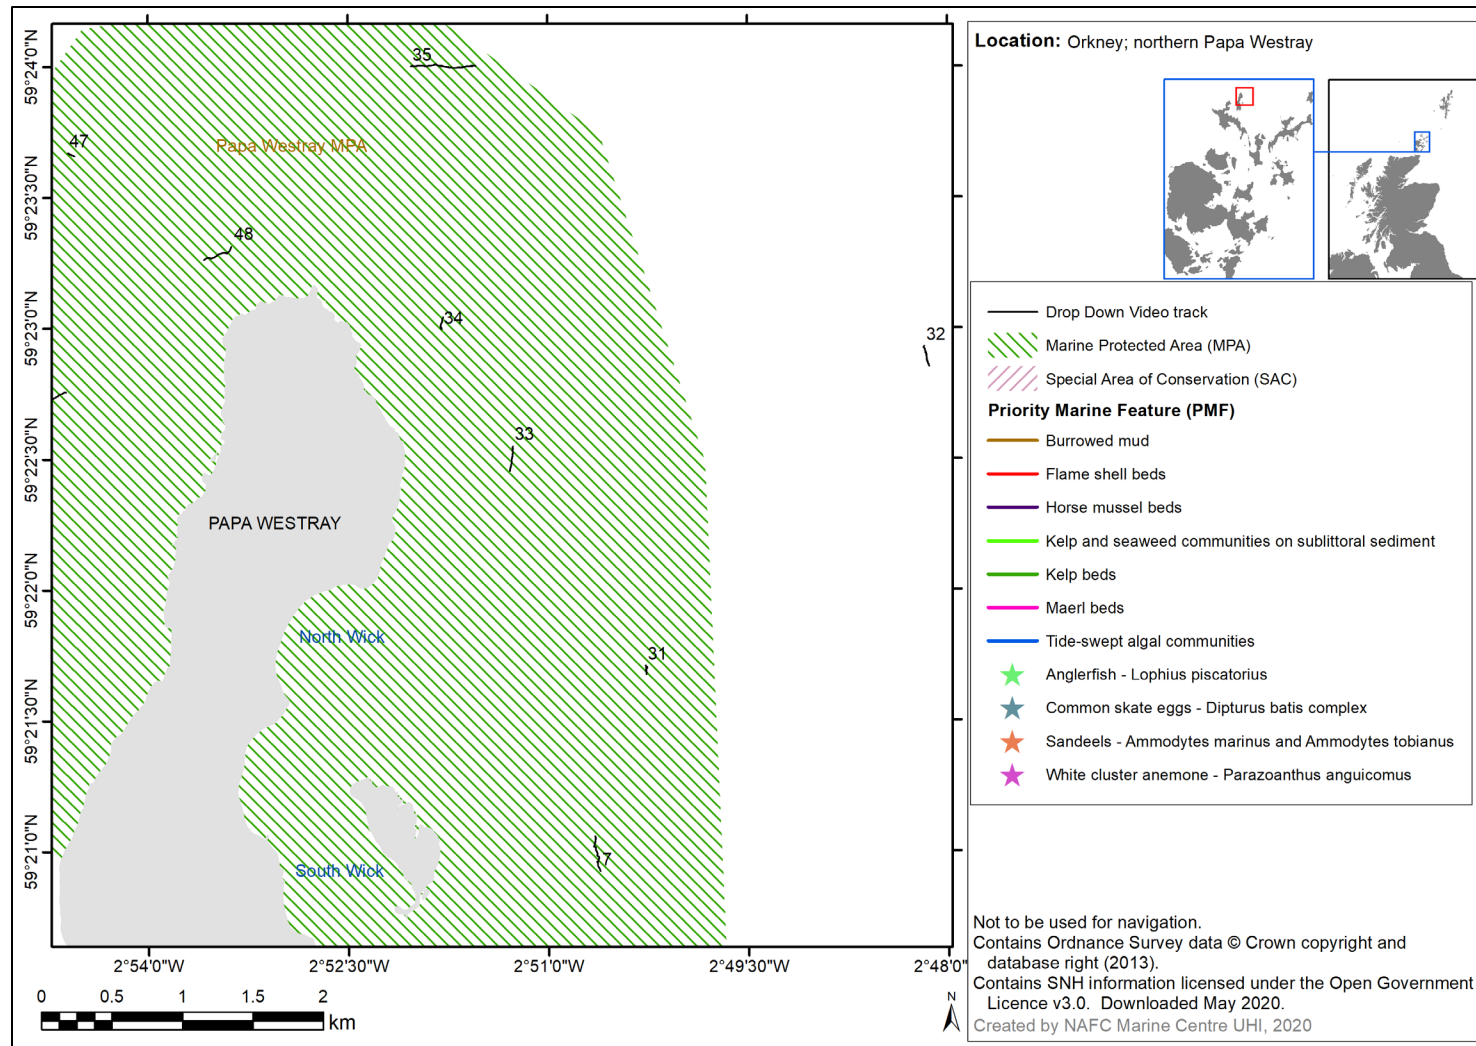 35
47
Papa Westray MPA
48
34
32
33
PAPA WESTRAY
North Wick
31
7
South Wick
59°24'0"N
59°23'30"N
59°23'0"N
59°22'30"N
59°22'0"N
59°21'30"N
59°21'0"N
2°54'0"W
2°52'30"W
2°51'0"W
2°49'30"W
2°48'0"
0 0.5 1 1.5 2
km
N
Location: Orkney; northern Papa Westray
Drop Down Video track
Marine Protected Area (MPA)
Special Area of Conservation (SAC)
Priority Marine Feature (PMF)
Burrowed mud
Flame shell beds
Horse mussel beds
Kelp and seaweed communities on sublittoral sediment
Kelp beds
Maerl beds
Tide-swept algal communities
Anglerfish - Lophius piscatorius
Common skate eggs - Dipturus batis complex
Sandeels - Ammodytes marinus and Ammodytes tobianus
White cluster anemone - Parazoanthus anguicomus
Not to be used for navigation.
Contains Ordnance Survey data © Crown copyright and
database right (2013).
Contains SNH information licensed under the Open Government
Licence v3.0. Downloaded May 2020.
Created by NAFC Marine Centre UHI, 2020